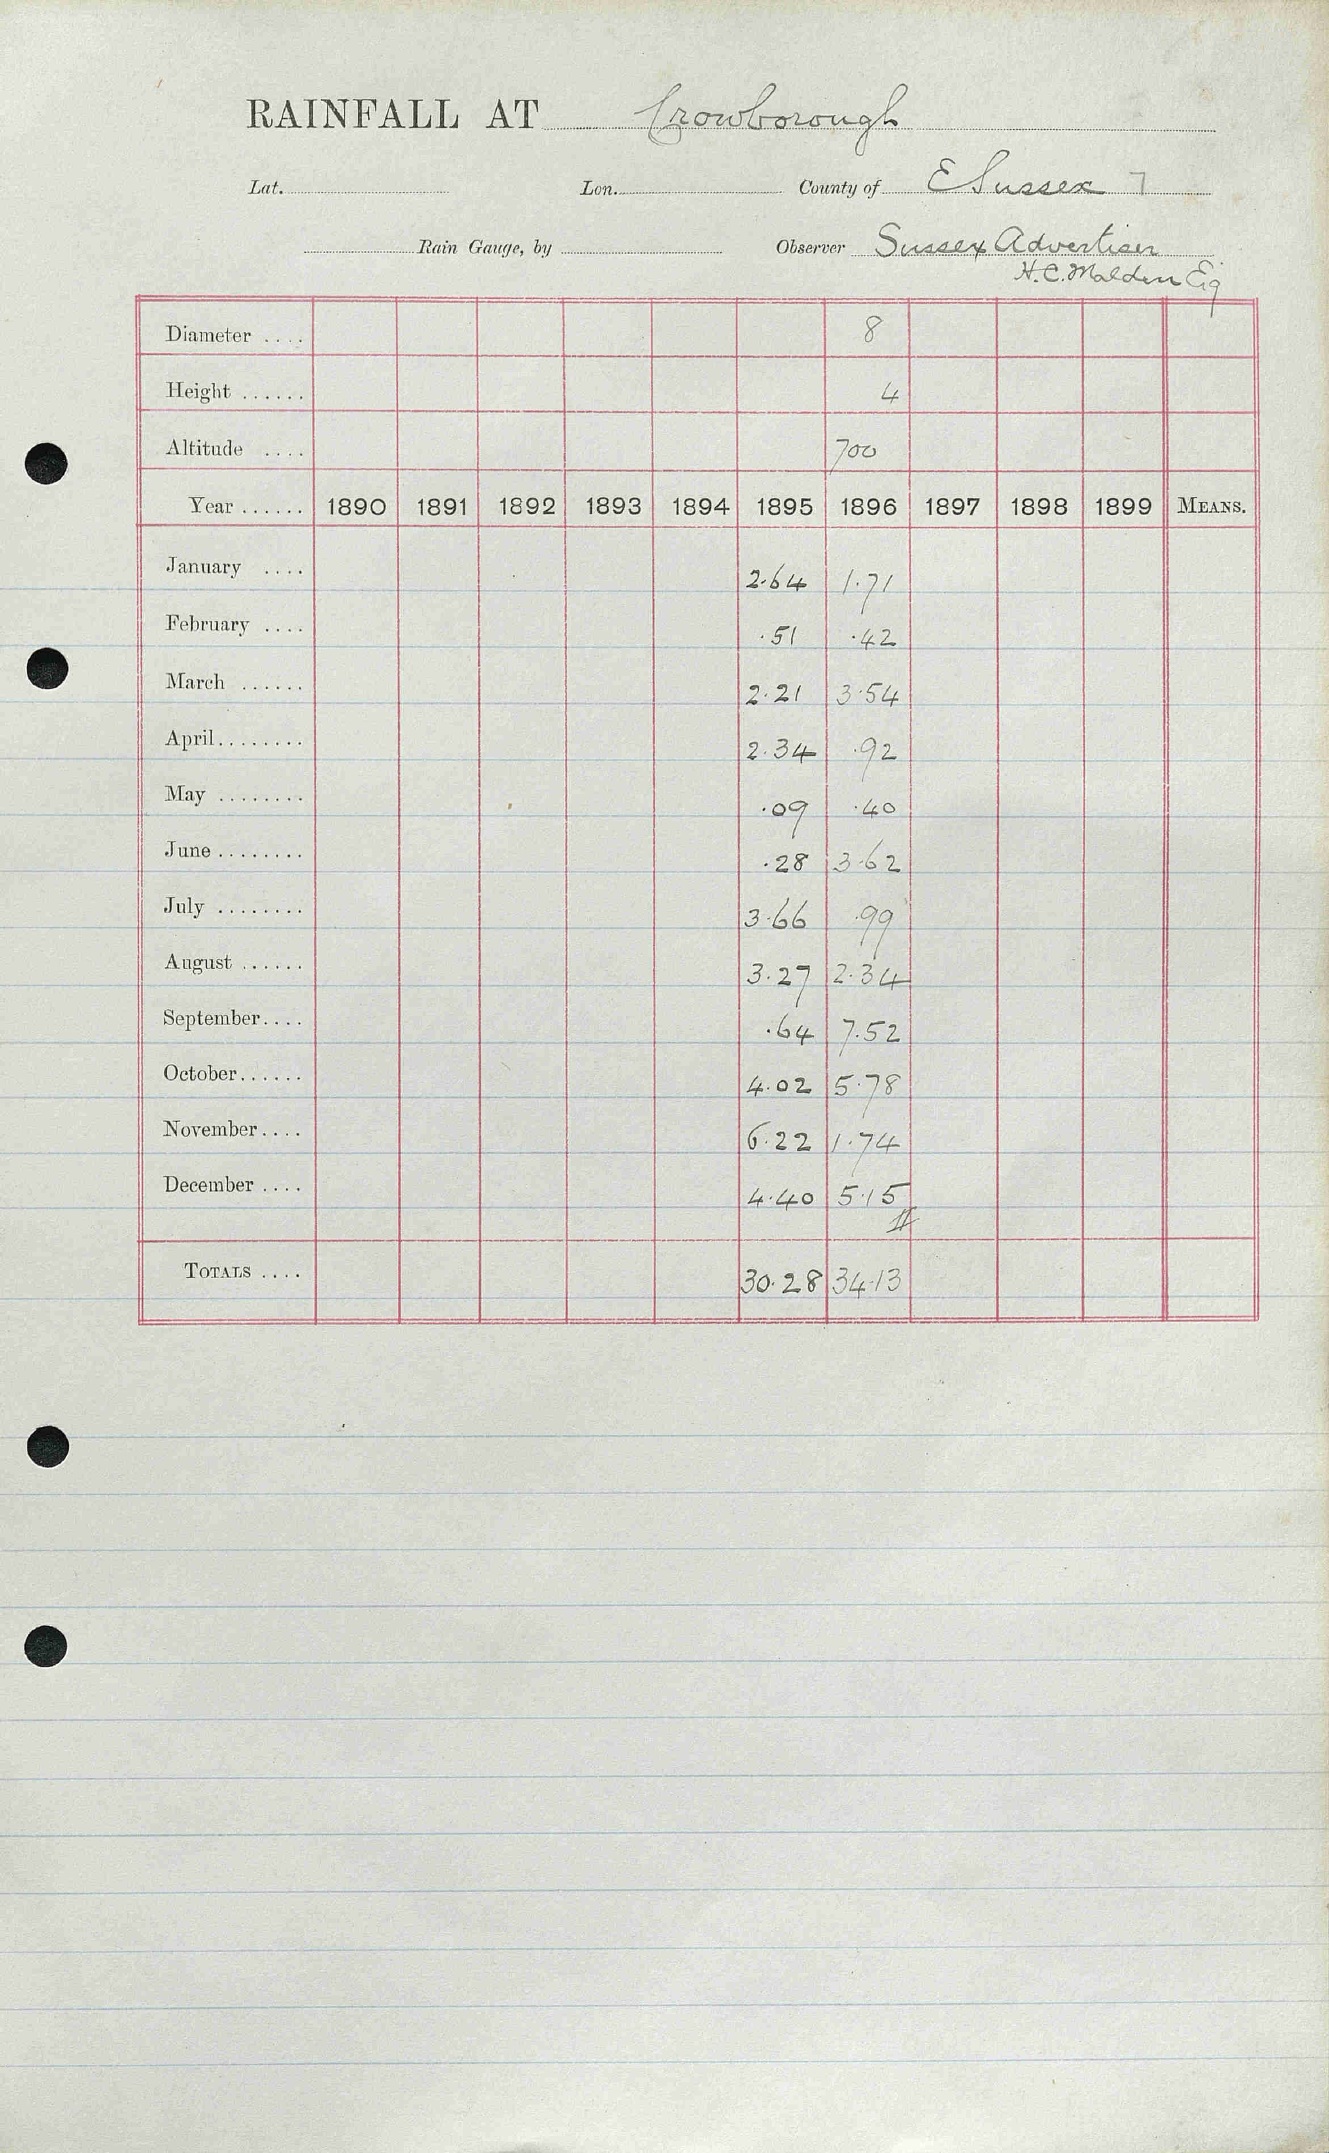 RAINFALL AT Crowborough
Lat. Lon. County of E Sussex 7
Rain Gauge, by Observer Sussex Advertiser
H. C. Malden Esq
Diameter .... 8
Height ...... 4
Altitude .... 700
Year ...... 1890 1891 1892 1893 1894 1895 1896 1897 1898 1899 MEANS.
January .... 2.64 1.71
February .... .51 .42
March ...... 2.21 3.54
April........ 2.34 .92
May ........ .09 .40
June ........ .28 3.62
July ........ 3.66 .99
August ...... 3.27 2.34
September.... .64 7.52
October...... 4.02 5.78
November.... 6.22 1.74
December .... 4.40 5.15
TOTALS .... 30.28 34.13